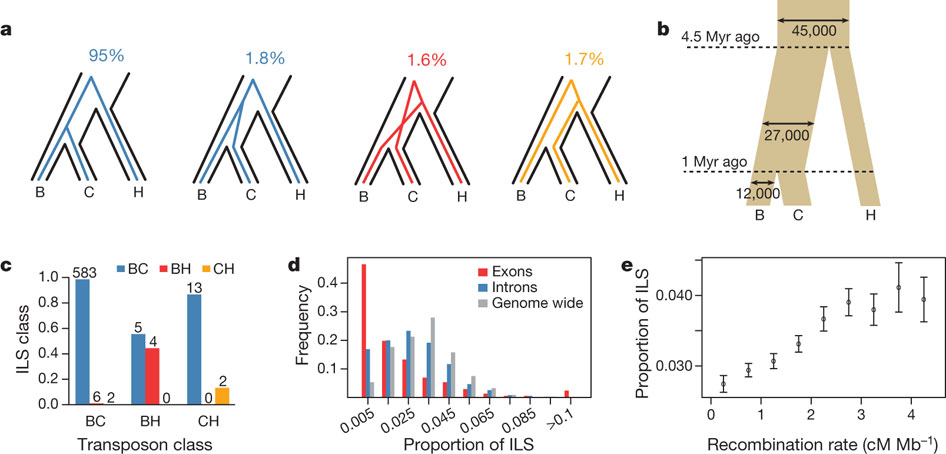 a
95%
1.8%
1.6%
1.7%
B C H
B C H
B C H
B C H
b
45,000
4.5 Myr ago
27,000
1 Myr ago
12,000
B C H
c
BC BH CH
ILS class
1.0
0.8
0.6
0.4
0.2
0.0
583
6
2
5
4
0
13
0
2
BC BH CH
Transposon class
d
Exons
Introns
Genome wide
Frequency
0.4
0.3
0.2
0.1
0.005 0.025 0.045 0.065 0.085 >0.1
Proportion of ILS
e
Proportion of ILS
0.040
0.030
0 1 2 3 4
Recombination rate (cM Mb–1)